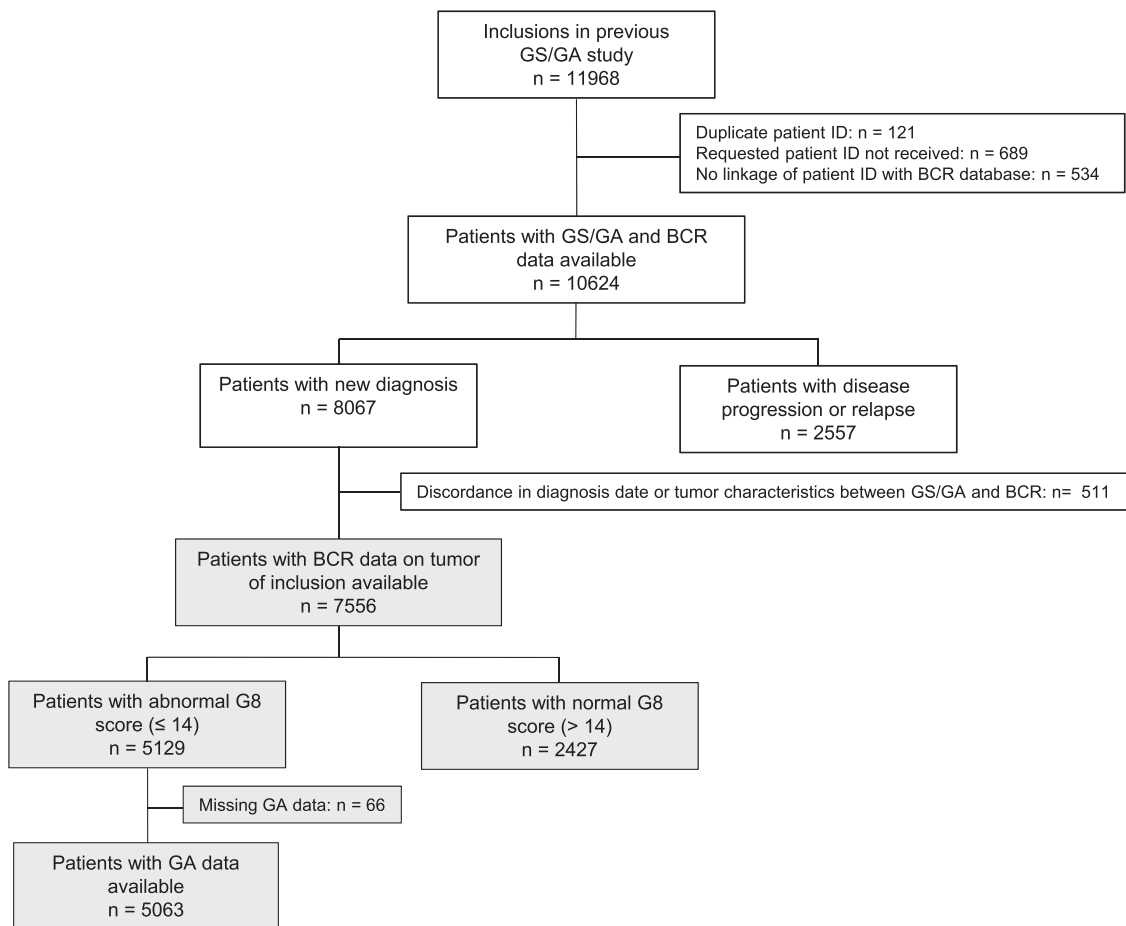 Inclusions in previous
GS/GA study
n = 11968
Duplicate patient ID: n = 121
Requested patient ID not received: n = 689
No linkage of patient ID with BCR database: n = 534
Patients with GS/GA and BCR
data available
n = 10624
Patients with new diagnosis
n = 8067
Patients with disease
progression or relapse
n = 2557
Discordance in diagnosis date or tumor characteristics between GS/GA and BCR: n=  511
Patients with BCR data on tumor
of inclusion available
n = 7556
Patients with abnormal G8
score (≤ 14)
n = 5129
Patients with normal G8
score (> 14)
n = 2427
Missing GA data: n = 66
Patients with GA data
available
n = 5063